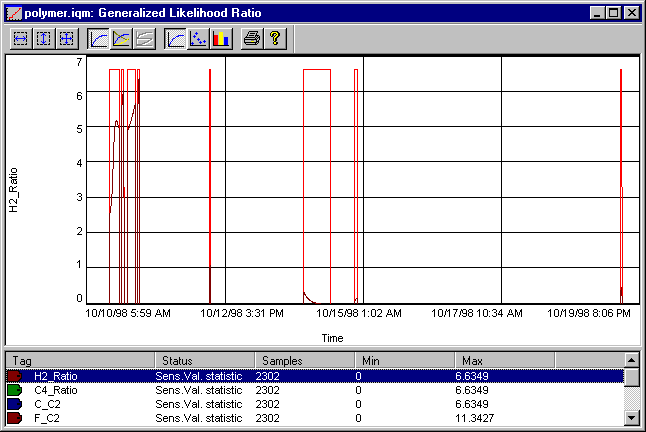 polymer.iqm: Generalized Likelihood Ratio
7
6
5
4
3
2
1
0
H2_Ratio
10/10/98 5:59 AM 10/12/98 3:31 PM 10/15/98 1:02 AM 10/17/98 10:34 AM 10/19/98 8:06 PM
Time
Tag Status Samples Min Max
H2_Ratio Sens.Val. statistic 2302 0 6.6349
C4_Ratio Sens.Val. statistic 2302 0 6.6349
C_C2 Sens.Val. statistic 2302 0 6.6349
F_C2 Sens.Val. statistic 2302 0 11.3427